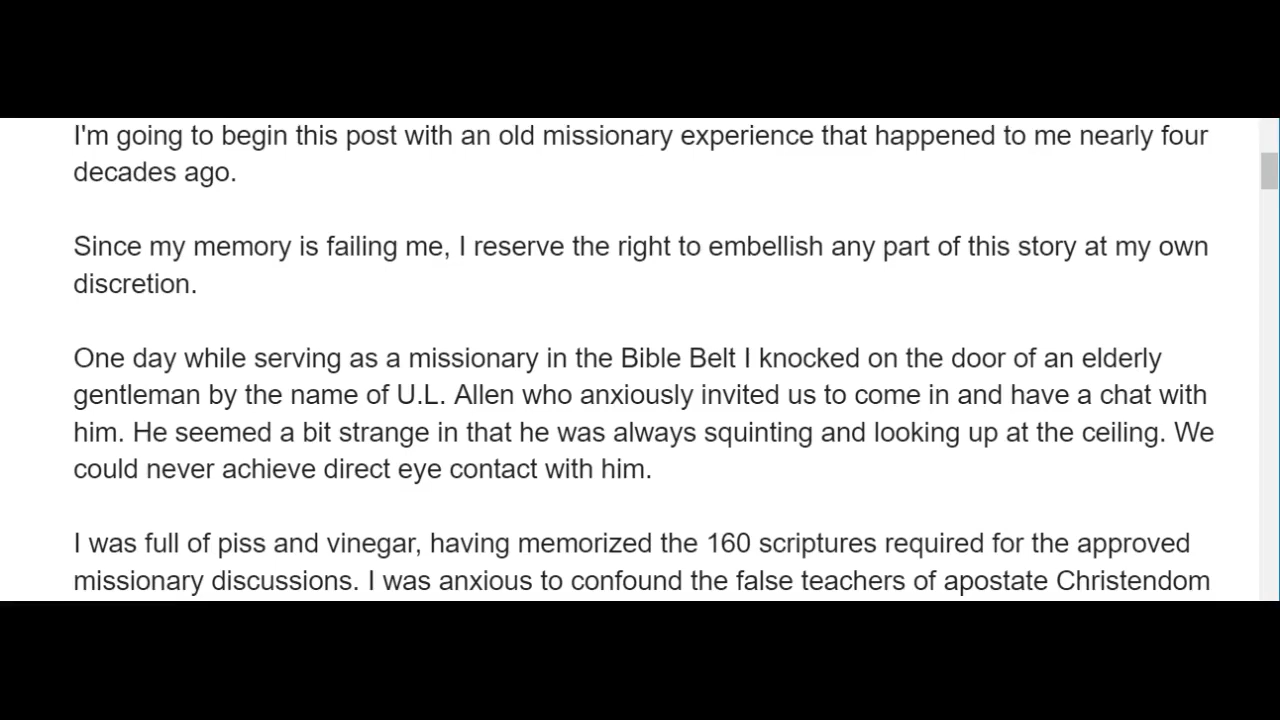 I'm going to begin this post with an old missionary experience that happened to me nearly four
decades ago.
Since my memory is failing me, I reserve the right to embellish any part of this story at my own
discretion.
One day while serving as a missionary in the Bible Belt I knocked on the door of an elderly
gentleman by the name of U.L. Allen who anxiously invited us to come in and have a chat with
him. He seemed a bit strange in that he was always squinting and looking up at the ceiling. We
could never achieve direct eye contact with him.
I was full of piss and vinegar, having memorized the 160 scriptures required for the approved
missionary discussions. I was anxious to confound the false teachers of apostate Christendom